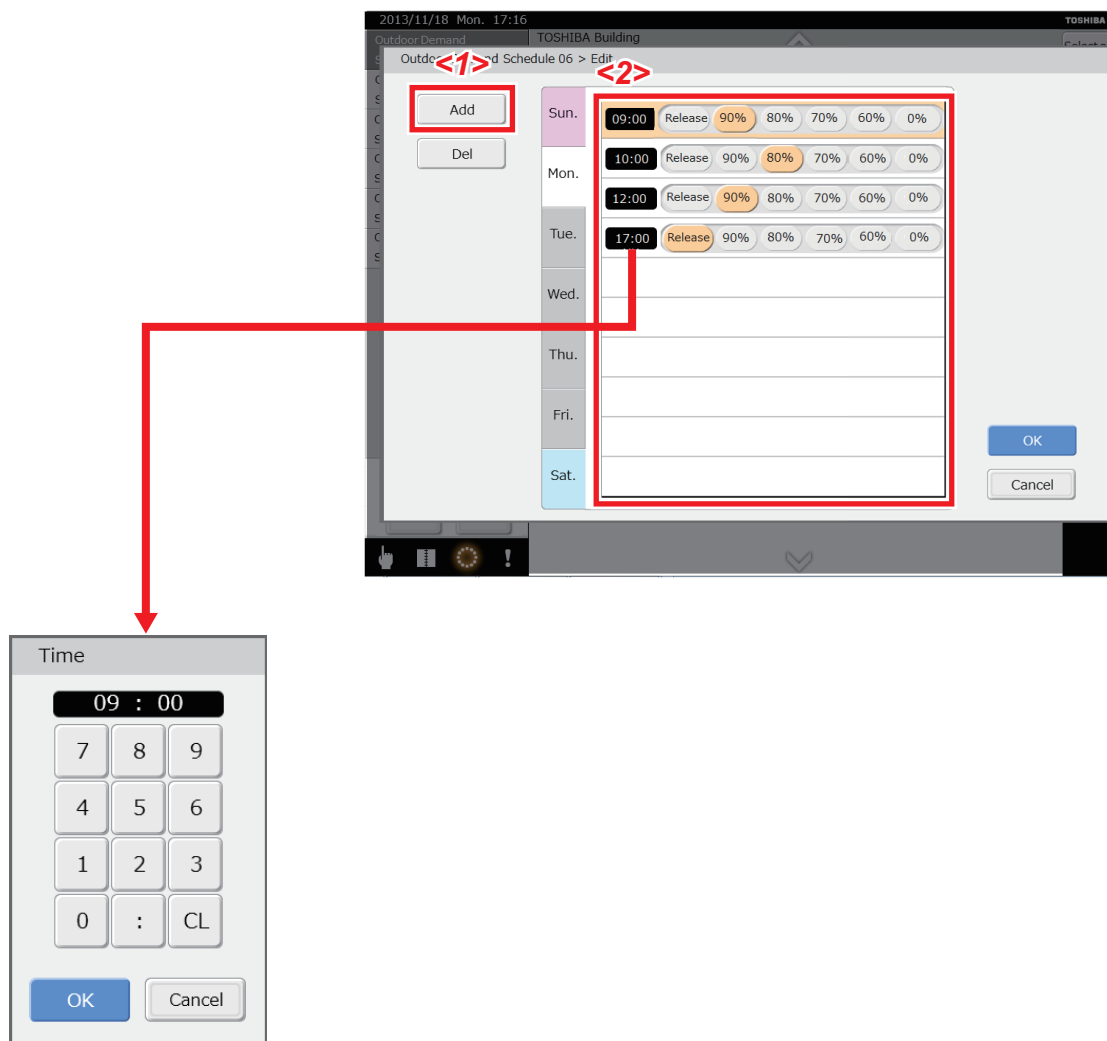 2013/11/18 Mon. 17:16 TOSHIBA
Outdoor Demand TOSHIBA Building
Outdoor Demand Schedule 06 > Edit
<1> <2>
Add
Del
Sun.
Mon.
Tue.
Wed.
Thu.
Fri.
Sat.
09:00 Release 90% 80% 70% 60% 0%
10:00 Release 90% 80% 70% 60% 0%
12:00 Release 90% 80% 70% 60% 0%
17:00 Release 90% 80% 70% 60% 0%
OK
Cancel
!
Time
09 : 00
7 8 9
4 5 6
1 2 3
0 : CL
OK Cancel